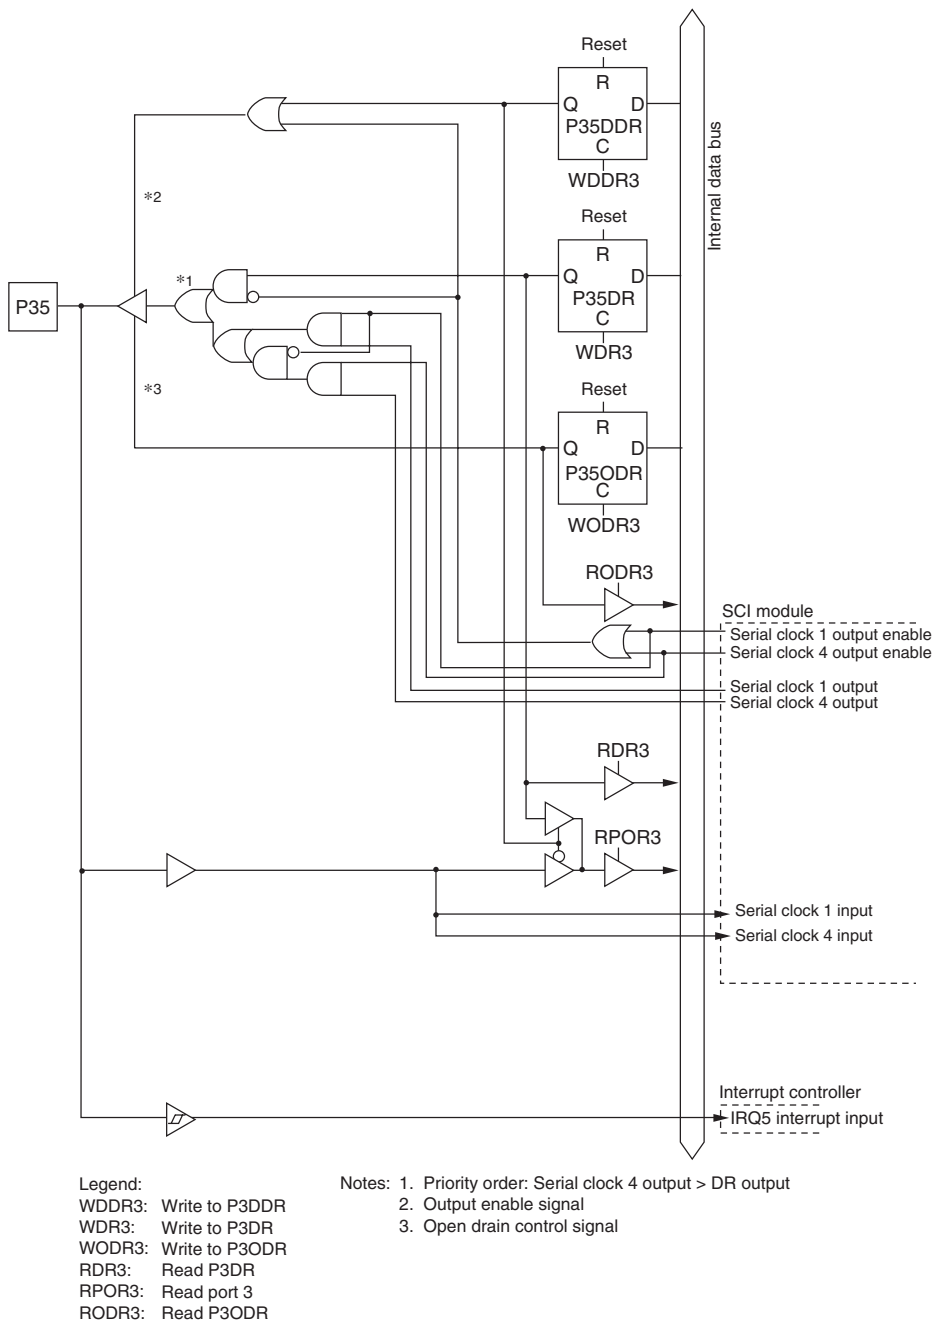 Reset
R
Q D
P35DDR
C
WDDR3
Internal data bus
*2
Reset
R
Q D
P35DR
C
WDR3
*1
P35
*3
Reset
R
Q D
P35ODR
C
WODR3
RODR3
SCI module
Serial clock 1 output enable
Serial clock 4 output enable
Serial clock 1 output
Serial clock 4 output
RDR3
RPOR3
Serial clock 1 input
Serial clock 4 input
Interrupt controller
IRQ5 interrupt input
Legend:
WDDR3: Write to P3DDR
WDR3: Write to P3DR
WODR3: Write to P3ODR
RDR3: Read P3DR
RPOR3: Read port 3
RODR3: Read P3ODR
Notes: 1. Priority order: Serial clock 4 output > DR output
2. Output enable signal
3. Open drain control signal